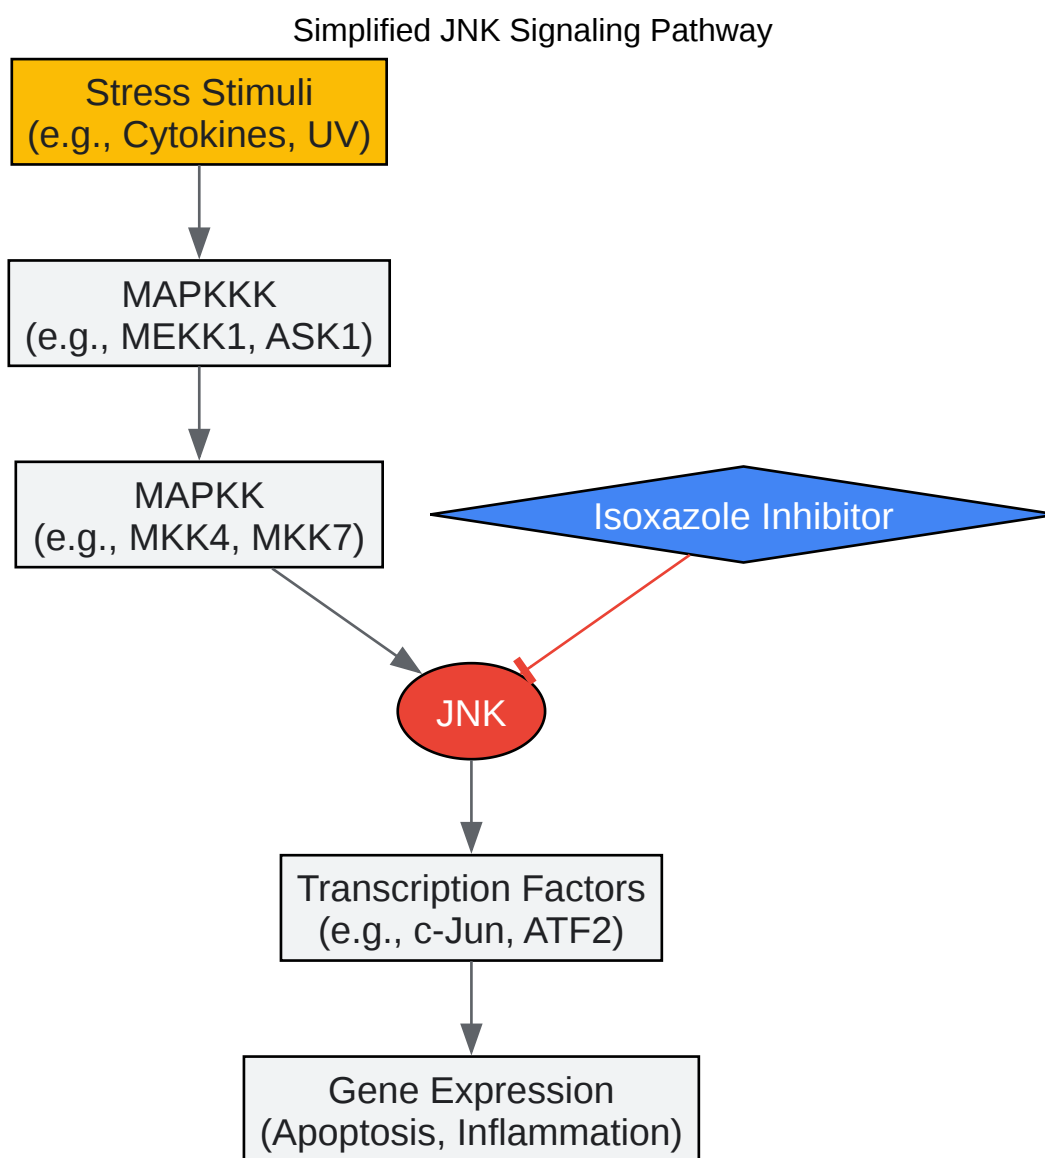 Simplified JNK Signaling Pathway
Stress Stimuli
(e.g., Cytokines, UV)
MAPKKK
(e.g., MEKK1, ASK1)
MAPKK
(e.g., MKK4, MKK7)
Isoxazole Inhibitor
JNK
Transcription Factors
(e.g., c-Jun, ATF2)
Gene Expression
(Apoptosis, Inflammation)